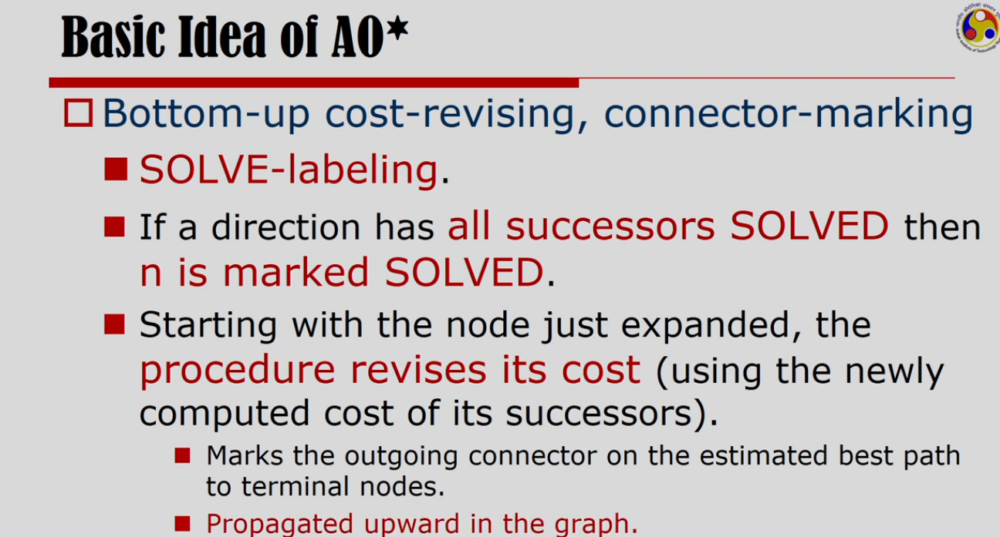 Basic Idea of AO*
Bottom-up cost-revising, connector-marking
SOLVE-labeling.
If a direction has all successors SOLVED then
n is marked SOLVED.
Starting with the node just expanded, the
procedure revises its cost (using the newly
computed cost of its successors).
Marks the outgoing connector on the estimated best path
to terminal nodes.
Propagated upward in the graph.